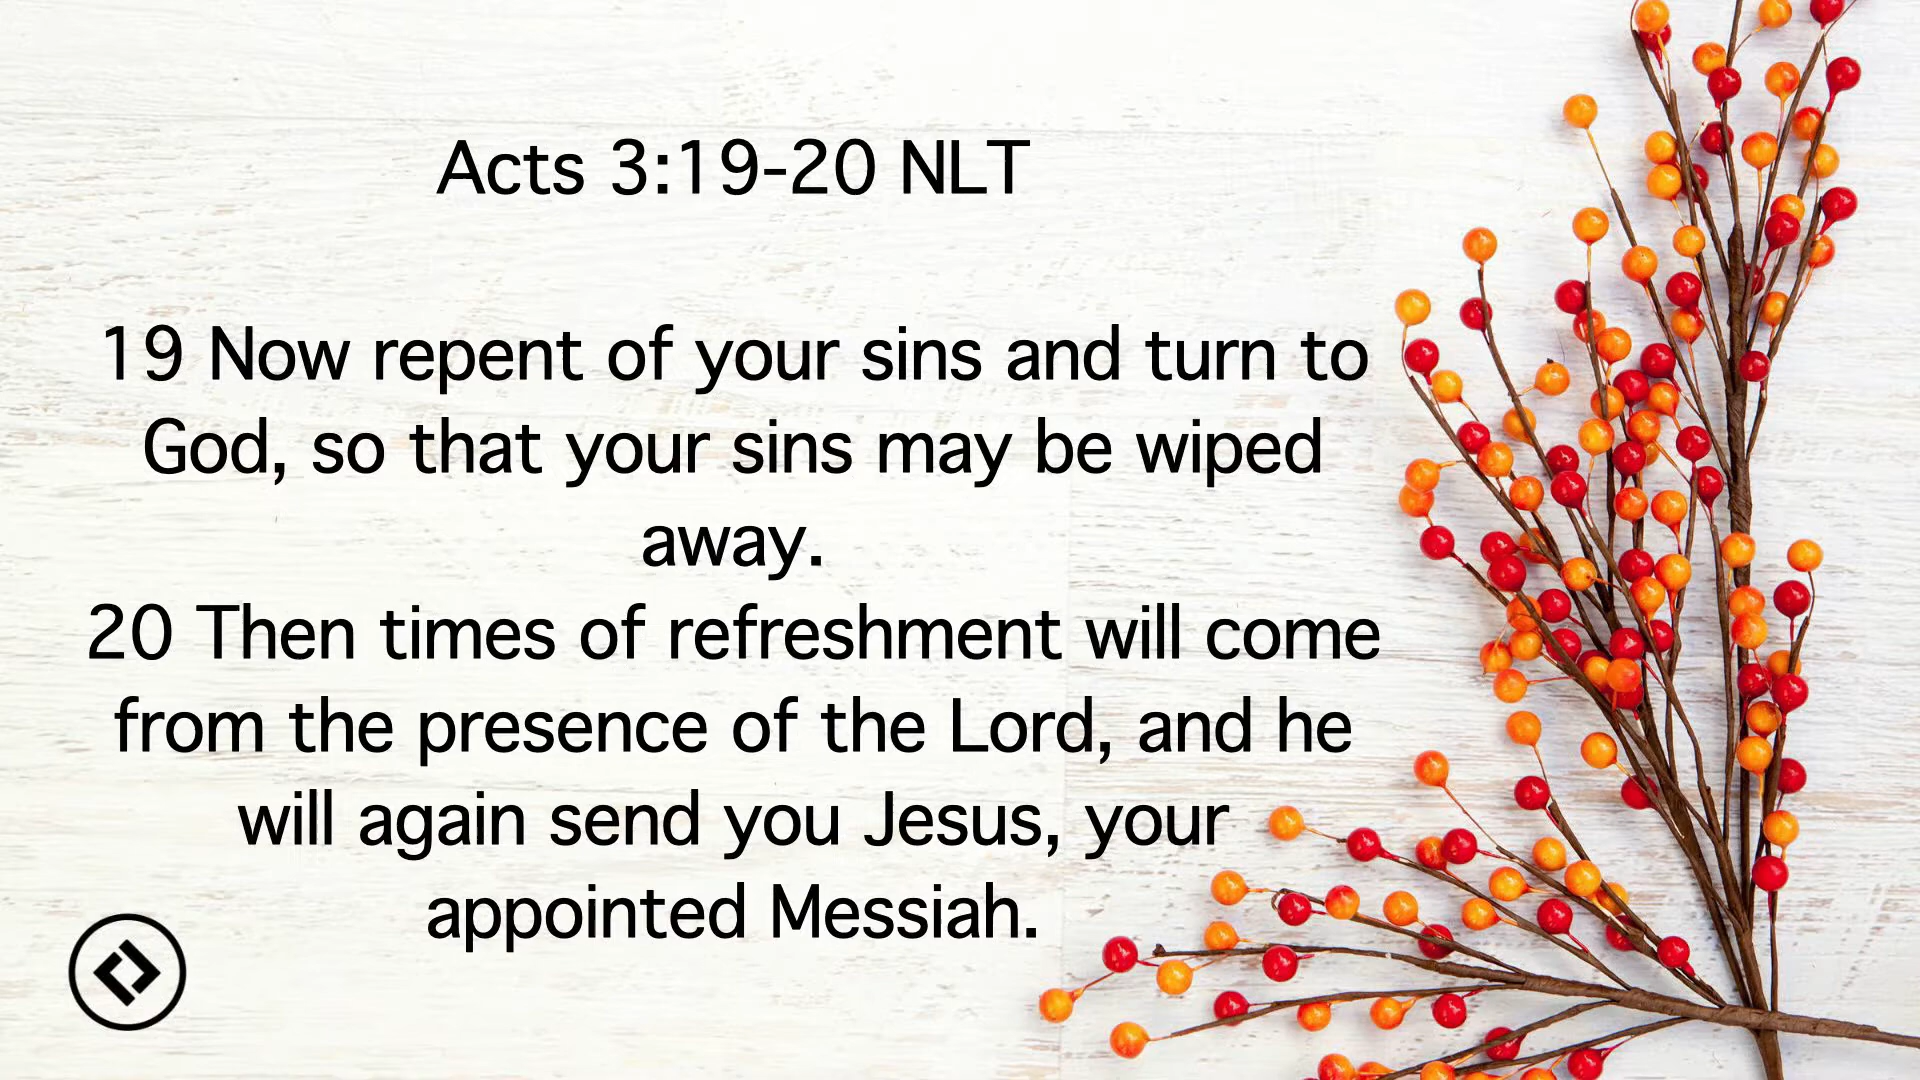 Acts 3:19-20 NLT
19 Now repent of your sins and turn to
God, so that your sins may be wiped
away.
20 Then times of refreshment will come
from the presence of the Lord, and he
will again send you Jesus, your
appointed Messiah.